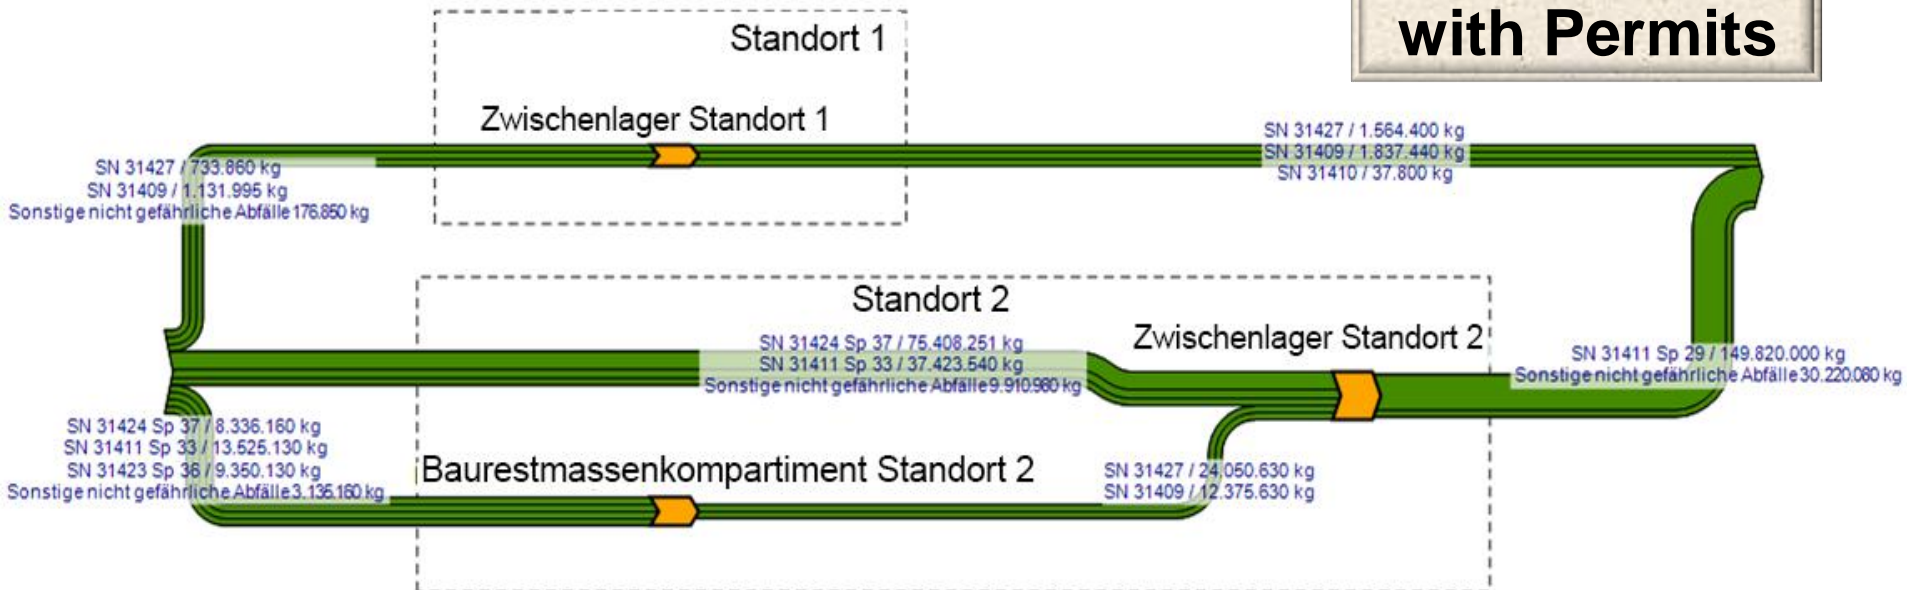 with Permits
Standort 1
Zwischenlager Standort 1
SN 31427 / 733.860 kg
SN 31409 / 1.131.995 kg
Sonstige nicht gefährliche Abfälle 176.850 kg
SN 31427 / 1.564.400 kg
SN 31409 / 1.837.440 kg
SN 31410 / 37.800 kg
Standort 2
Zwischenlager Standort 2
SN 31424 Sp 37 / 75.408.251 kg
SN 31411 Sp 33 / 37.423.540 kg
Sonstige nicht gefährliche Abfälle 9.910.980 kg
SN 31411 Sp 29 / 149.820.000 kg
Sonstige nicht gefährliche Abfälle 30.220.080 kg
SN 31424 Sp 37 / 8.336.160 kg
SN 31411 Sp 33 / 13.525.130 kg
SN 31423 Sp 36 / 9.350.130 kg
Sonstige nicht gefährliche Abfälle 3.135.160 kg
Baurestmassenkompartiment Standort 2
SN 31427 / 24.050.630 kg
SN 31409 / 12.375.630 kg